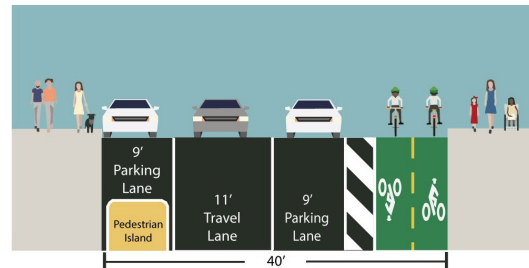 9'
Parking
Lane
Pedestrian
Island
11'
Travel
Lane
9'
Parking
Lane
40'